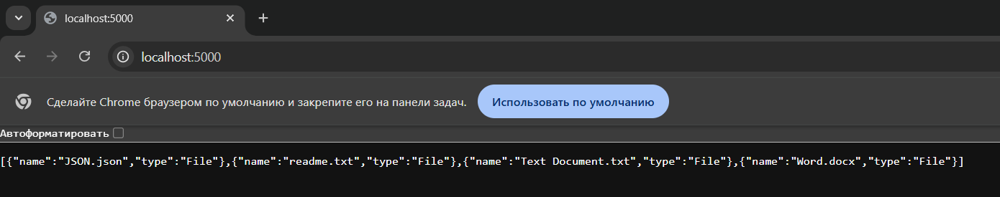 localhost:5000
localhost:5000
Сделайте Chrome браузером по умолчанию и закрепите его на панели задач. Использовать по умолчанию
Автоформатировать
[{"name":"JSON.json","type":"File"},{"name":"readme.txt","type":"File"},{"name":"Text Document.txt","type":"File"},{"name":"Word.docx","type":"File"}]